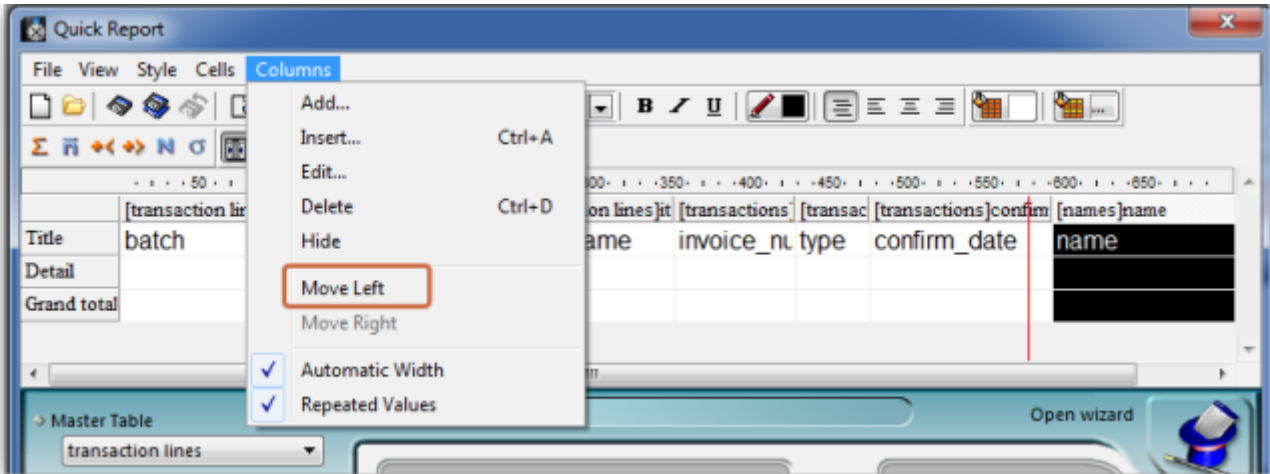 Quick Report
File View Style Cells Columns
B I U
Add...
Insert... Ctrl+A
Edit...
Delete Ctrl+D
Hide
Move Left
Move Right
Automatic Width
Repeated Values
Σ n N σ
50 300 350 400 450 500 550 600 650
[transaction lin on lines]it [transactions] [transac [transactions]confirm [names]name
Title batch ame invoice_nu type confirm_date name
Detail
Grand total
Master Table Open wizard
transaction lines